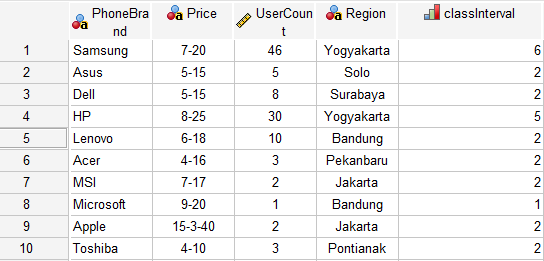 PhoneBra
nd Price UserCoun
t Region classInterval
1 Samsung 7-20 46 Yogyakarta 6
2 Asus 5-15 5 Solo 2
3 Dell 5-15 8 Surabaya 2
4 HP 8-25 30 Yogyakarta 5
5 Lenovo 6-18 10 Bandung 2
6 Acer 4-16 3 Pekanbaru 2
7 MSI 7-17 2 Jakarta 2
8 Microsoft 9-20 1 Bandung 1
9 Apple 15-3-40 2 Jakarta 2
10 Toshiba 4-10 3 Pontianak 2